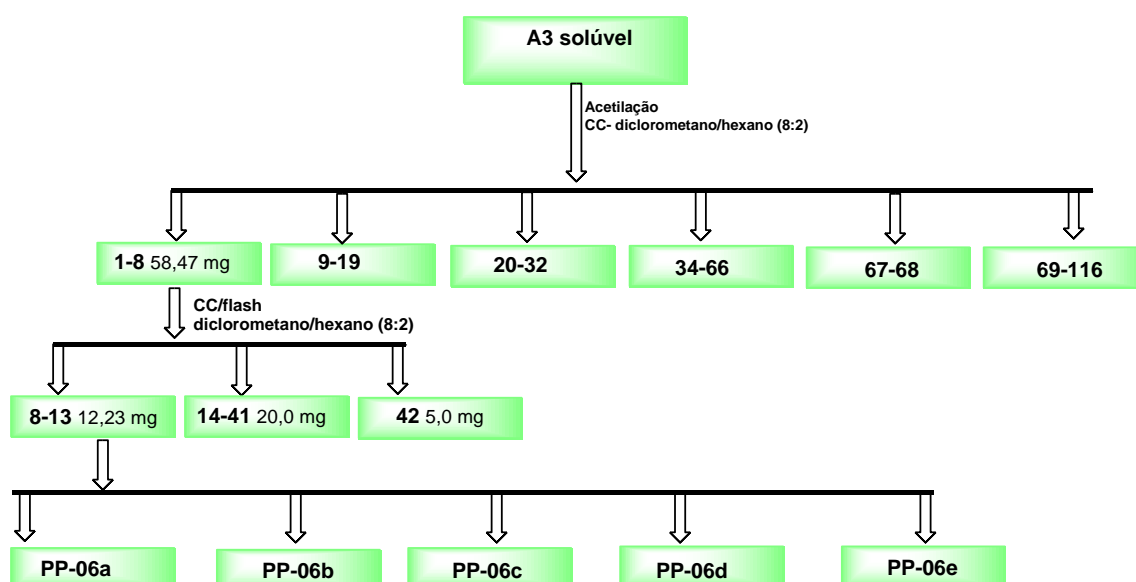 A3 solúvel
Acetilação
CC- diclorometano/hexano (8:2)
1-8 58,47 mg
9-19
20-32
34-66
67-68
69-116
CC/flash
diclorometano/hexano (8:2)
8-13 12,23 mg
14-41 20,0 mg
42 5,0 mg
PP-06a
PP-06b
PP-06c
PP-06d
PP-06e